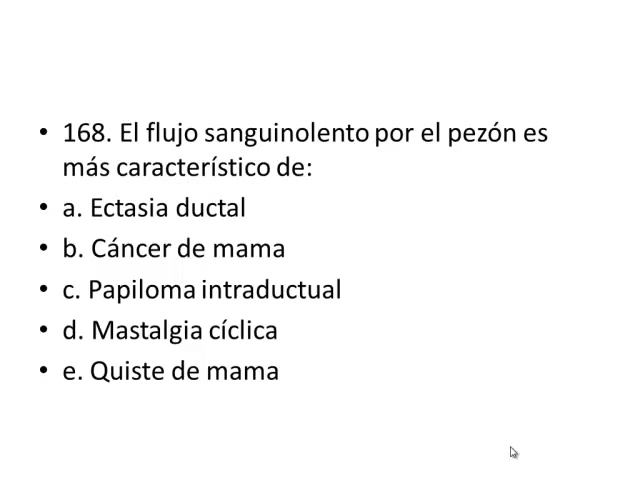 • 168. El flujo sanguinolento por el pezón es
más característico de:
• a. Ectasia ductal
• b. Cáncer de mama
• c. Papiloma intraductual
• d. Mastalgia cíclica
• e. Quiste de mama